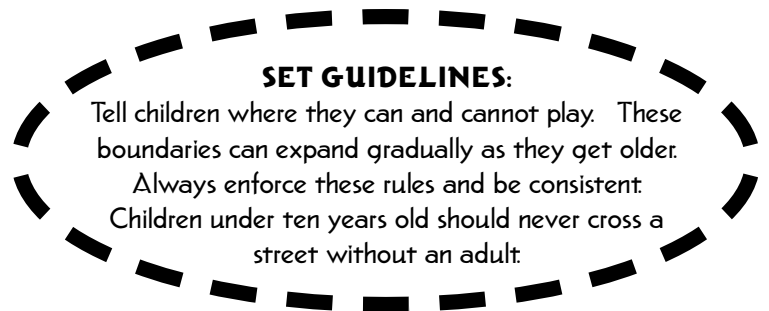 SET GUIDELINES:
Tell children where they can and cannot play.   These
boundaries can expand gradually as they get older.
Always enforce these rules and be consistent.
Children under ten years old should never cross a
street without an adult.